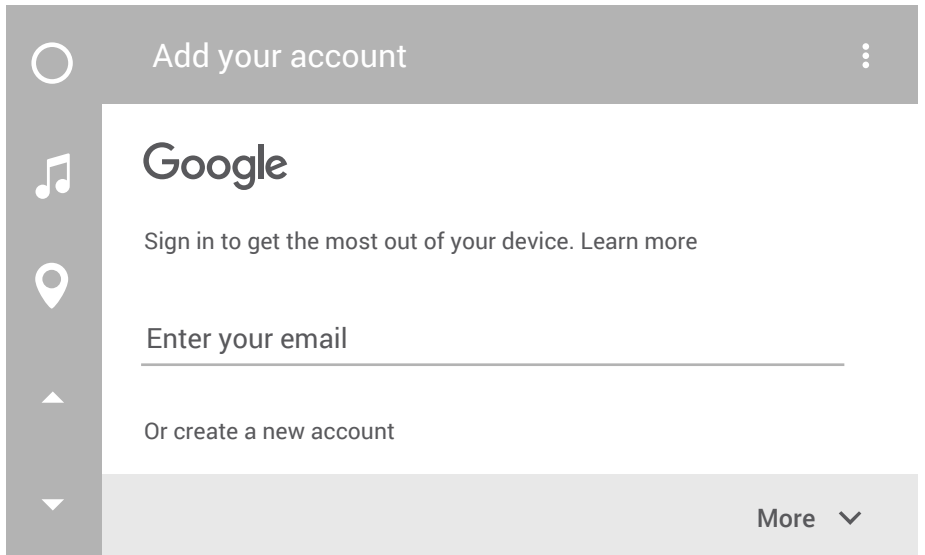 Add your account
Google
Sign in to get the most out of your device. Learn more
Enter your email
Or create a new account
More